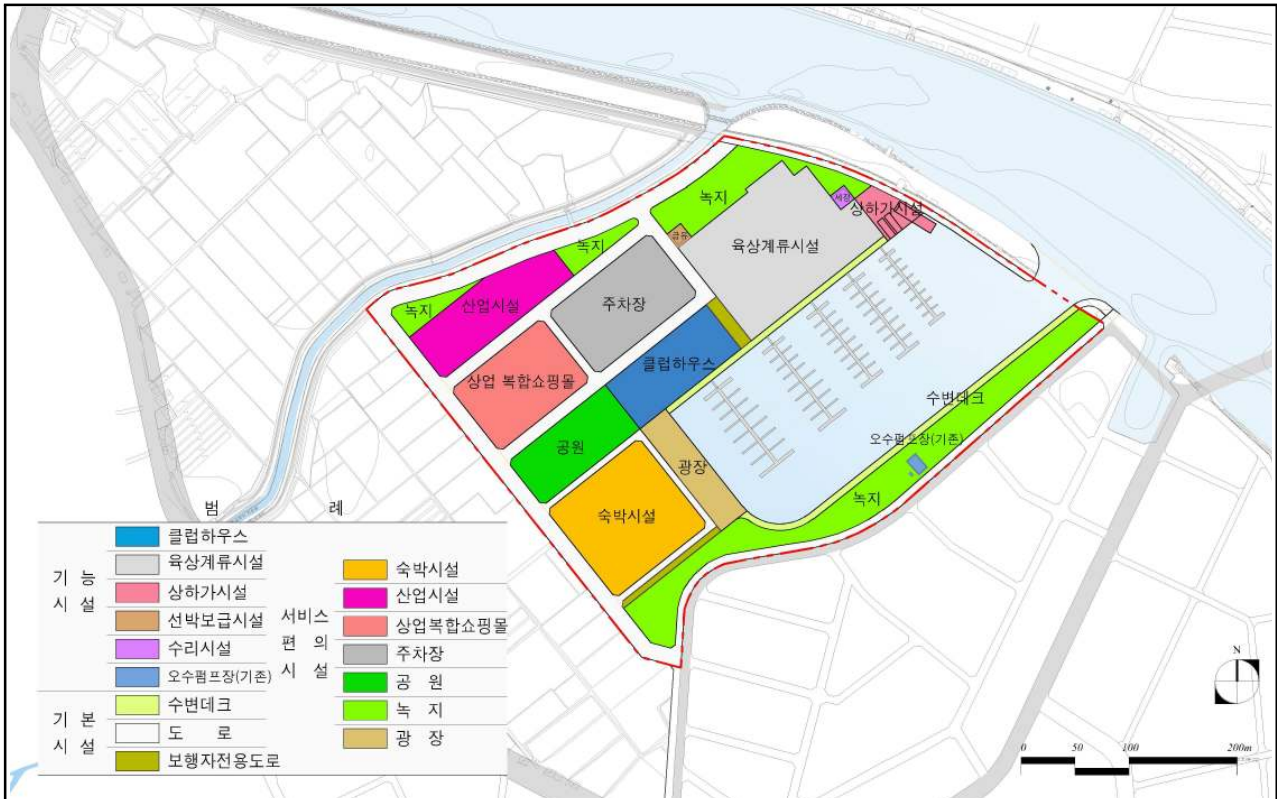 녹지
세척
상하가시설
급유
육상계류시설
녹지
녹지
산업시설
주차장
클럽하우스
상업 복합쇼핑몰
수변데크
오수펌프장(기존)
공원
광장
녹지
숙박시설
범 례
기 능 시 설
클럽하우스
육상계류시설
상하가시설
선박보급시설
수리시설
오수펌프장(기존)
기 본 시 설
수변데크
도 로
보행자전용도로
서비스 편 의 시 설
숙박시설
산업시설
상업복합쇼핑몰
주차장
공 원
녹 지
광 장
N
0 50 100 200m